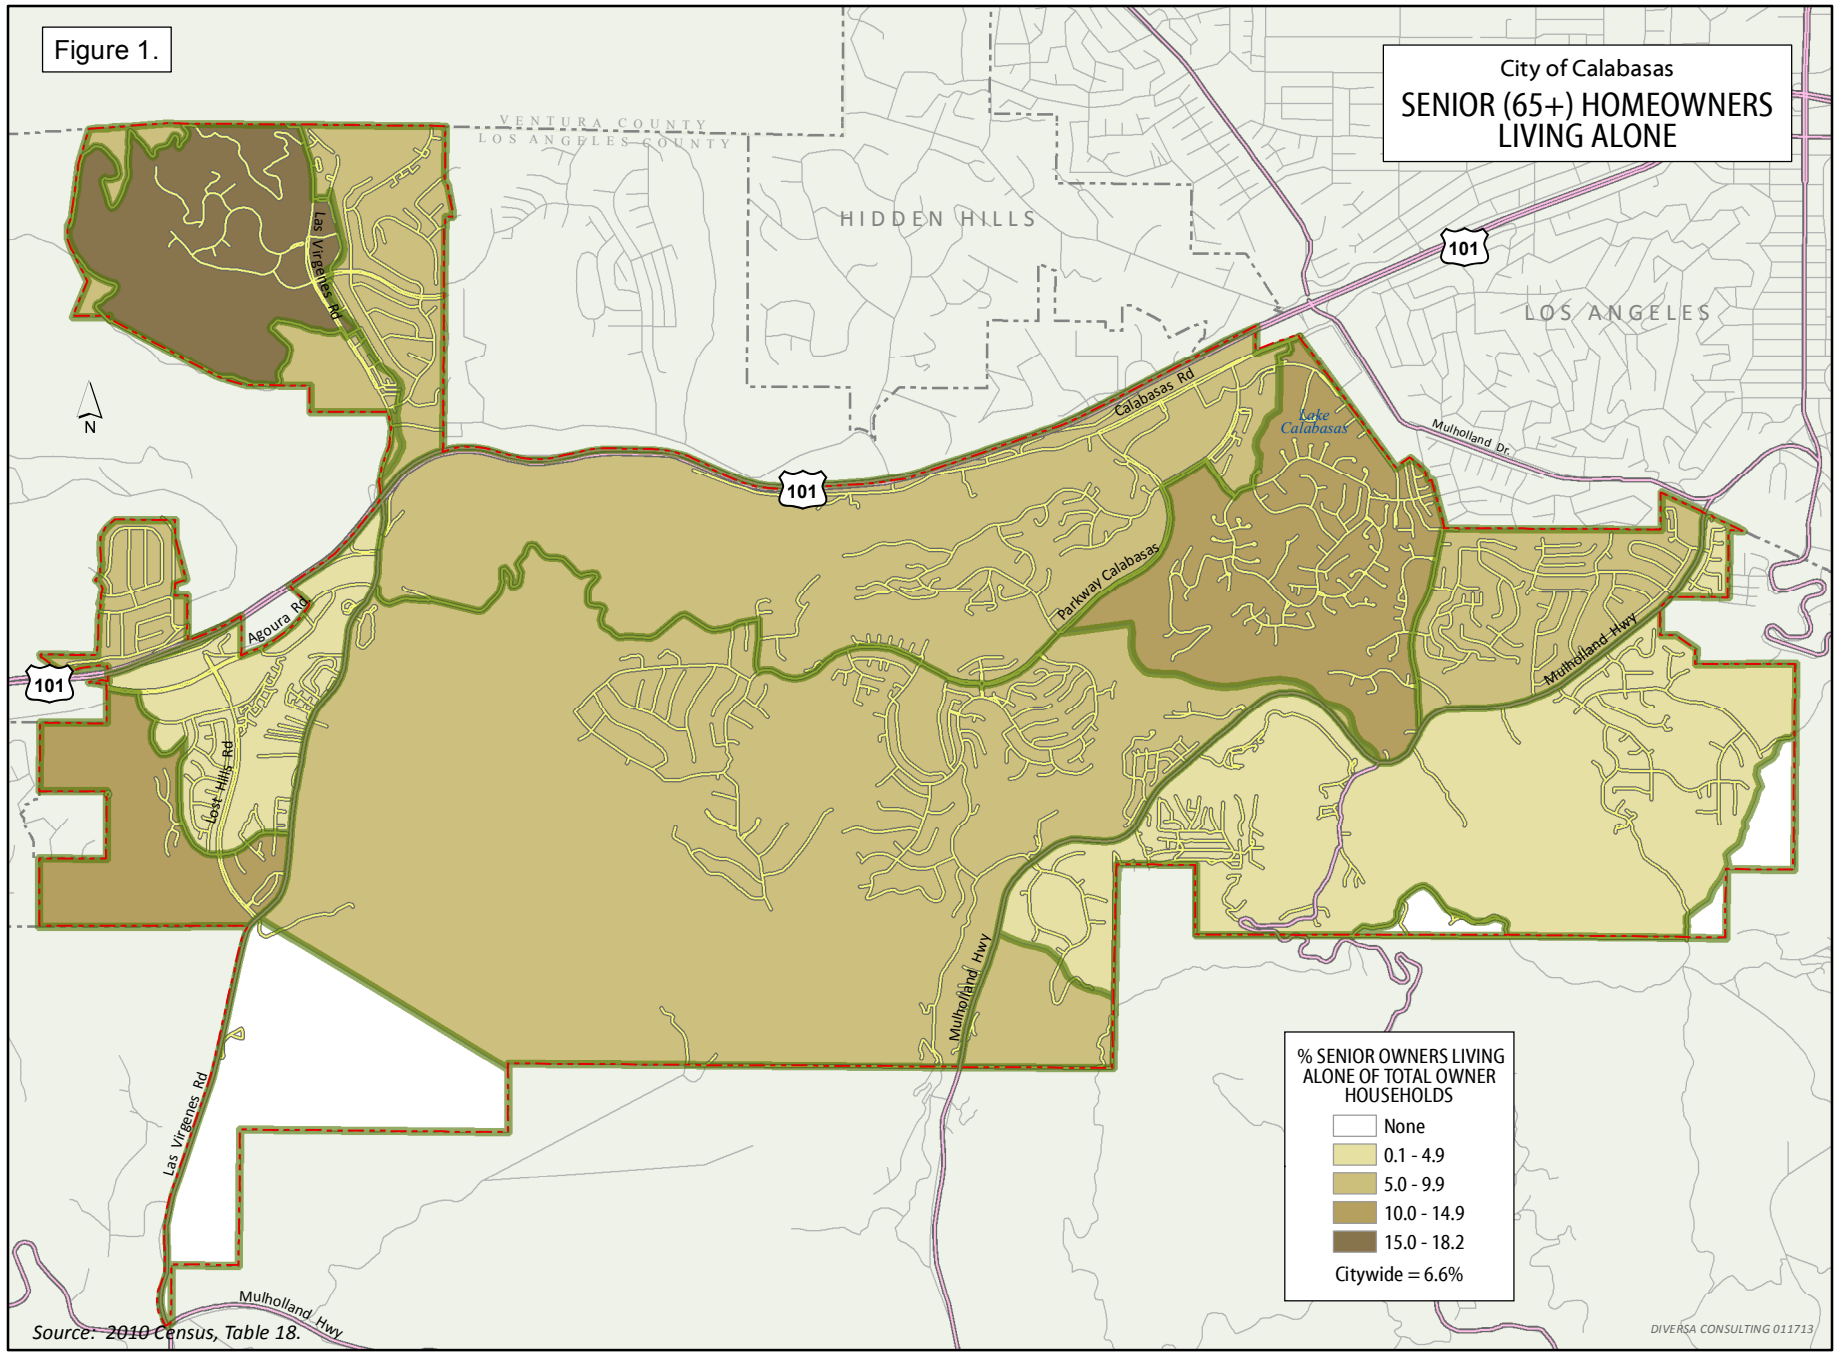 Figure 1.
City of Calabasas
SENIOR (65+) HOMEOWNERS
LIVING ALONE
VENTURA COUNTY
LOS ANGELES COUNTY
HIDDEN HILLS
101
LOS ANGELES
Las Virgenes Rd
N
Calabasas Rd
Lake
Calabasas
Mulholland Dr.
101
Parkway Calabasas
Agoura Rd
Mulholland Hwy
101
Lost Hills Rd
Mulholland Hwy
Las Virgenes Rd
% SENIOR OWNERS LIVING
ALONE OF TOTAL OWNER
HOUSEHOLDS
None
0.1 - 4.9
5.0 - 9.9
10.0 - 14.9
15.0 - 18.2
Citywide = 6.6%
Mulholland Hwy
Source: 2010 Census, Table 18.
DIVERSA CONSULTING 011713